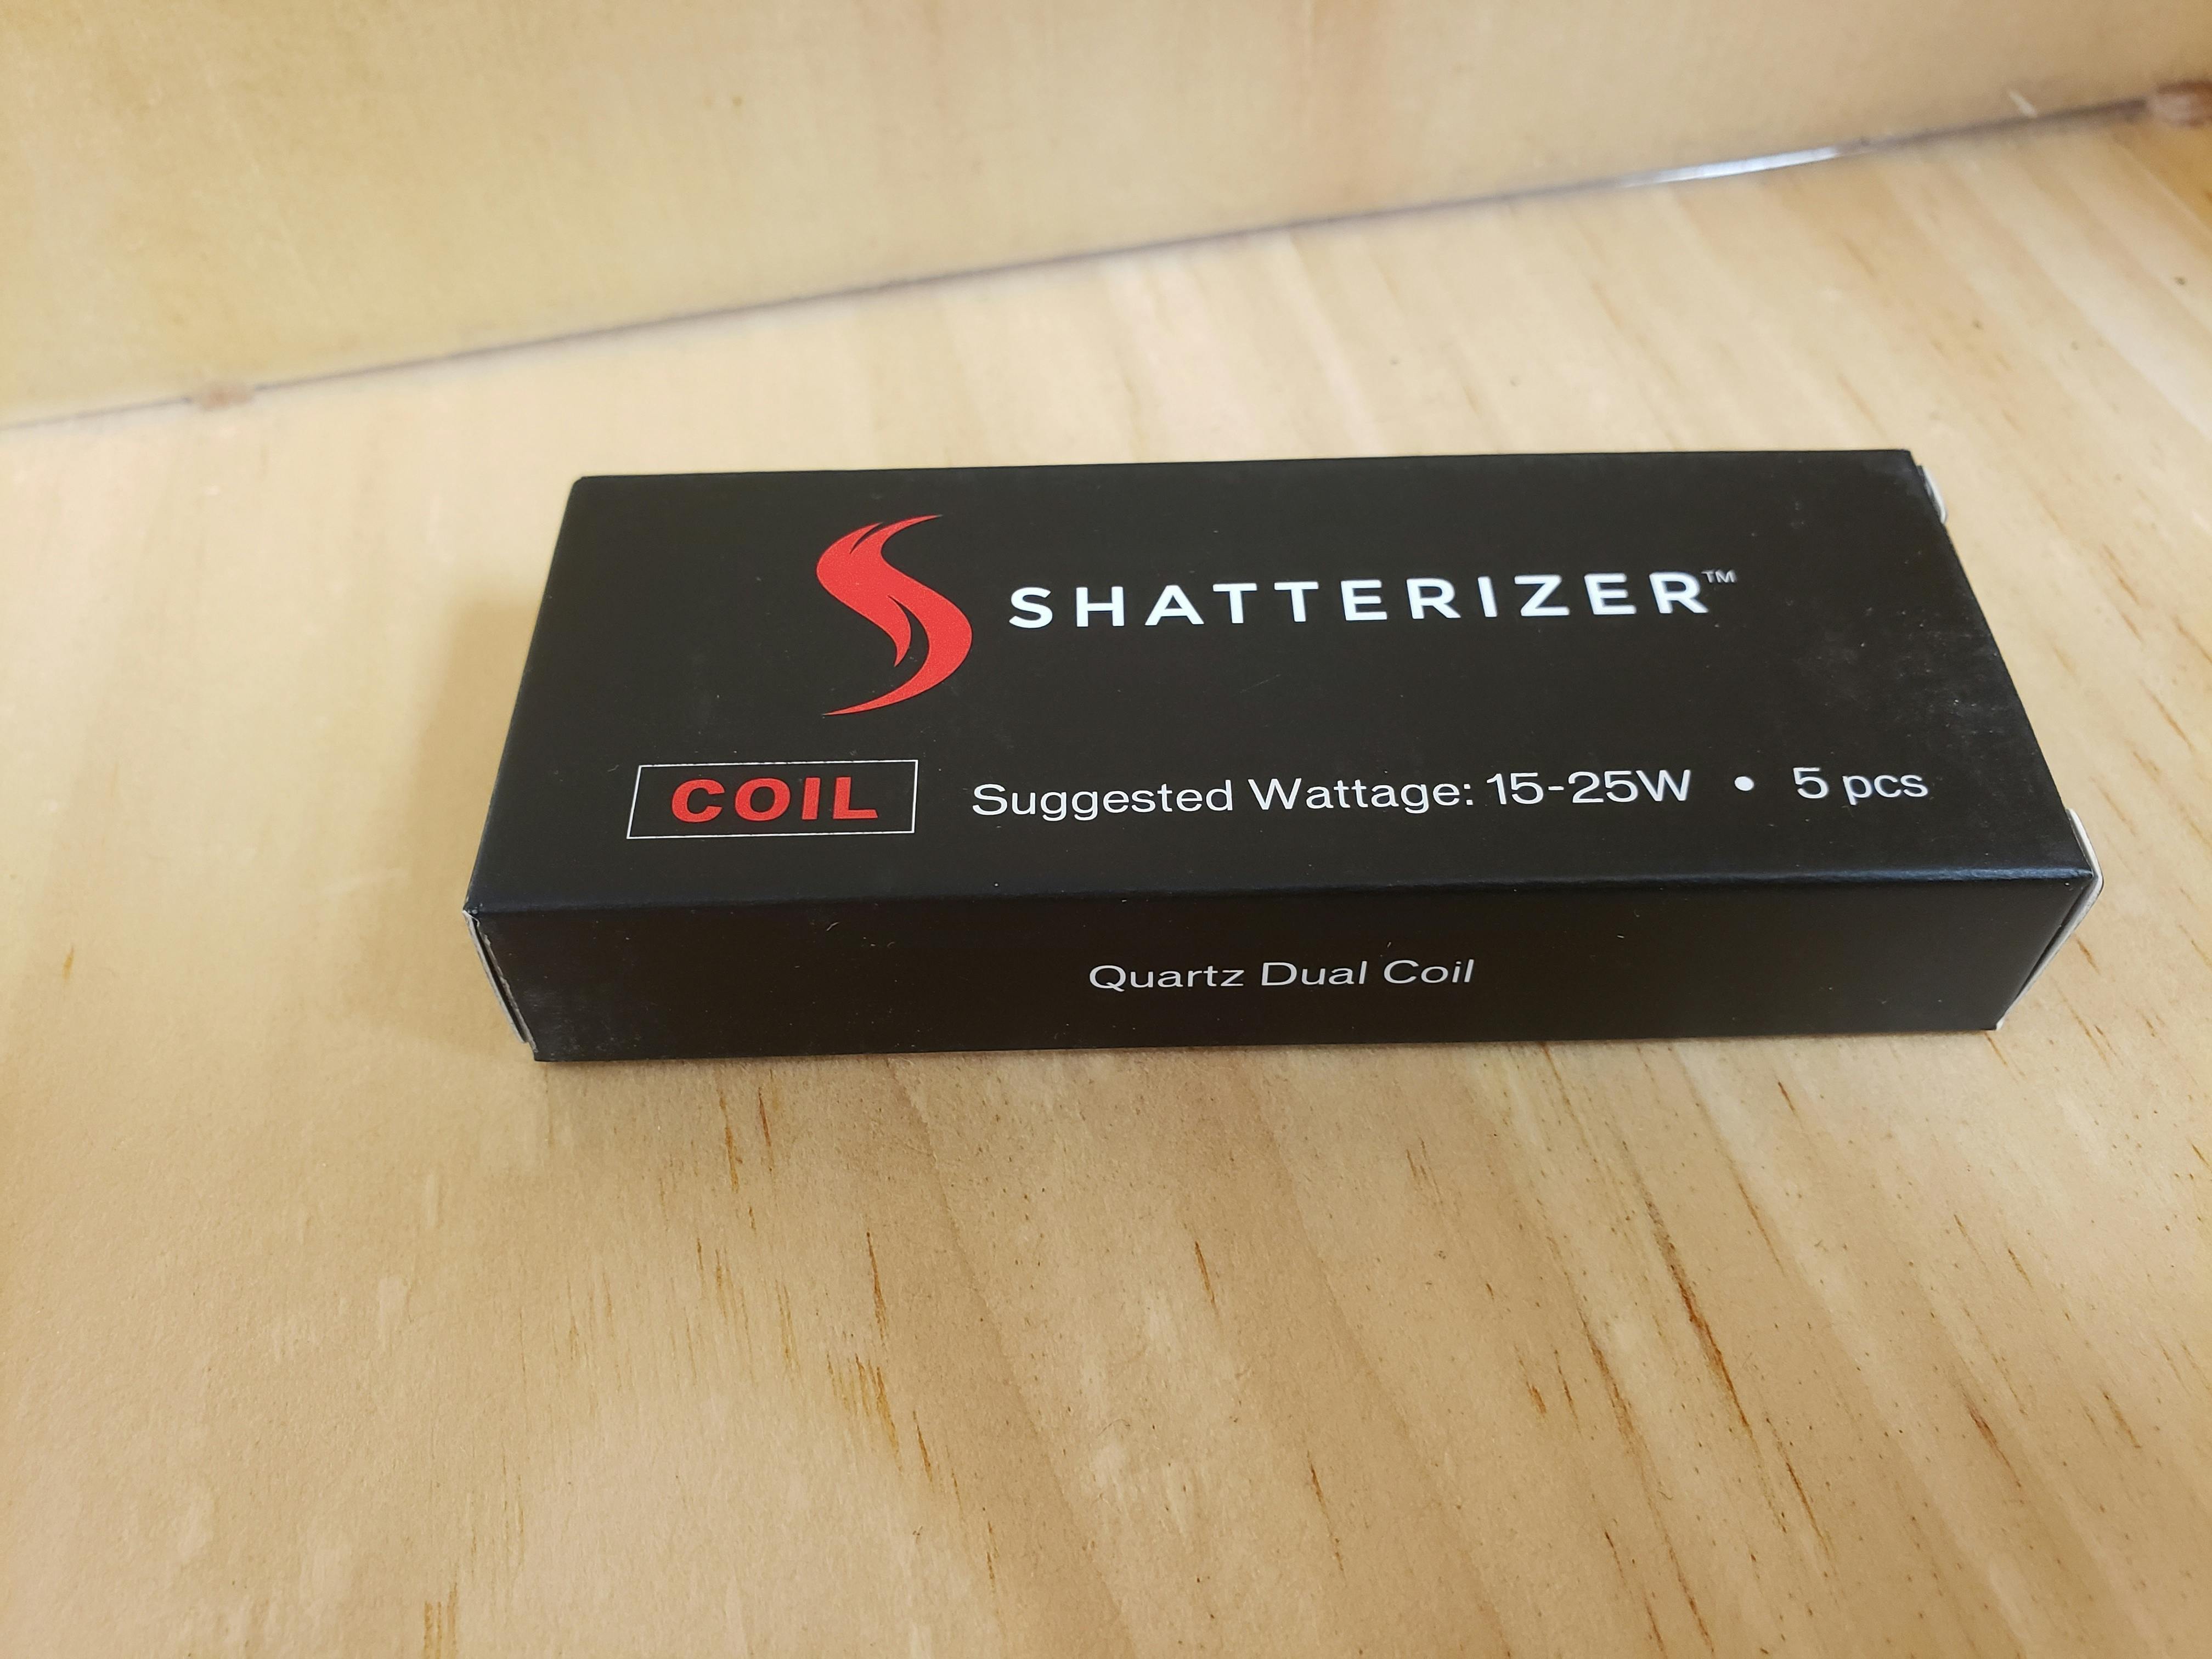 SHATTERIZER™
COIL Suggested Wattage: 15-25W • 5 pcs
Quartz Dual Coil